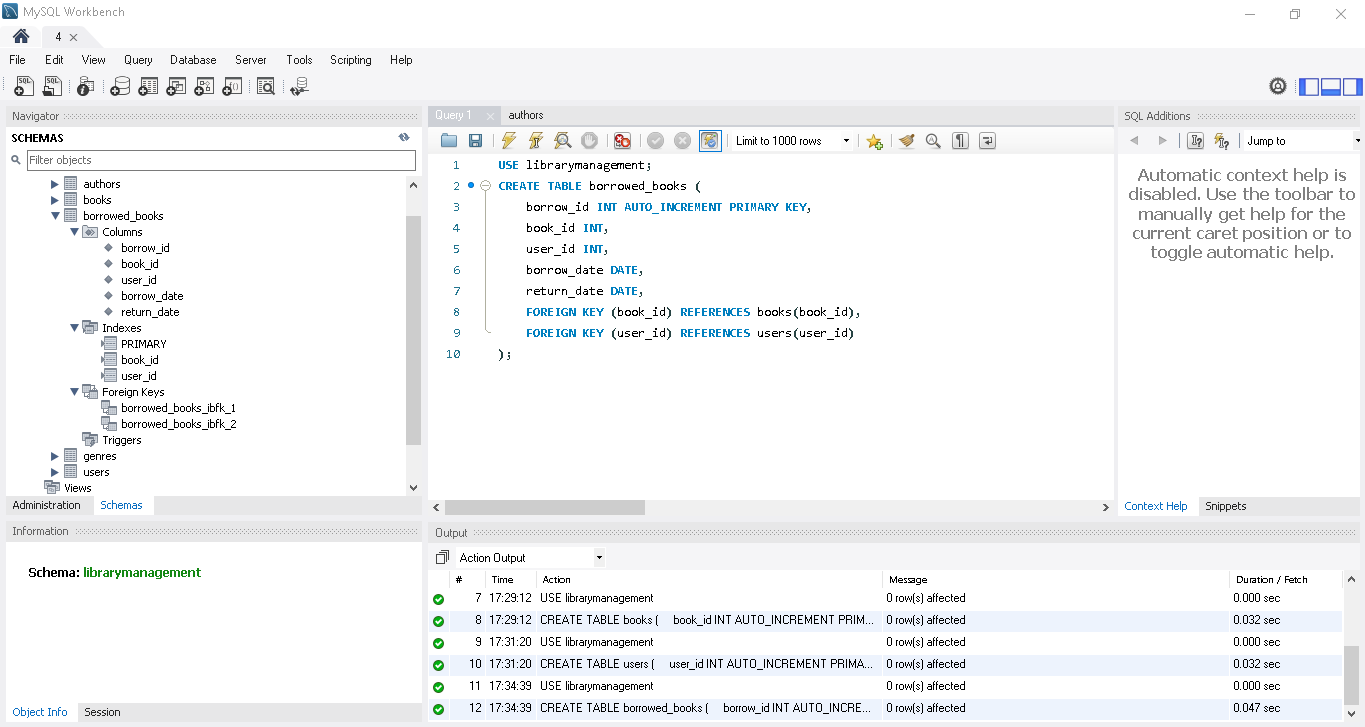 MySQL Workbench
4
File Edit View Query Database Server Tools Scripting Help
Navigator
SCHEMAS
Filter objects
authors
books
borrowed_books
Columns
borrow_id
book_id
user_id
borrow_date
return_date
Indexes
PRIMARY
book_id
user_id
Foreign Keys
borrowed_books_ibfk_1
borrowed_books_ibfk_2
Triggers
genres
users
Views
Administration Schemas
Information
Schema: librarymanagement
Object Info Session
Query 1 authors
Limit to 1000 rows
1 USE librarymanagement;
2 CREATE TABLE borrowed_books (
3 borrow_id INT AUTO_INCREMENT PRIMARY KEY,
4 book_id INT,
5 user_id INT,
6 borrow_date DATE,
7 return_date DATE,
8 FOREIGN KEY (book_id) REFERENCES books(book_id),
9 FOREIGN KEY (user_id) REFERENCES users(user_id)
10 );
SQL Additions
Jump to
Automatic context help is
disabled. Use the toolbar to
manually get help for the
current caret position or to
toggle automatic help.
Context Help Snippets
Output
Action Output
# Time Action Message Duration / Fetch
7 17:29:12 USE librarymanagement 0 row(s) affected 0.000 sec
8 17:29:12 CREATE TABLE books ( book_id INT AUTO_INCREMENT PRIM... 0 row(s) affected 0.032 sec
9 17:31:20 USE librarymanagement 0 row(s) affected 0.000 sec
10 17:31:20 CREATE TABLE users ( user_id INT AUTO_INCREMENT PRIMA... 0 row(s) affected 0.032 sec
11 17:34:39 USE librarymanagement 0 row(s) affected 0.000 sec
12 17:34:39 CREATE TABLE borrowed_books ( borrow_id INT AUTO_INCRE... 0 row(s) affected 0.047 sec